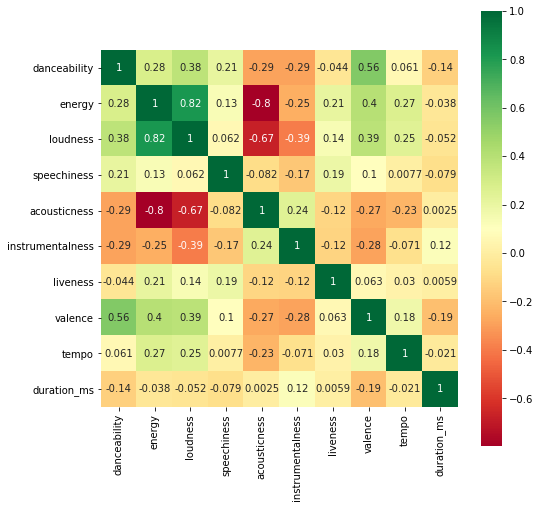 danceability 1 0.28 0.38 0.21 -0.29 -0.29 -0.044 0.56 0.061 -0.14
energy 0.28 1 0.82 0.13 -0.8 -0.25 0.21 0.4 0.27 -0.038
loudness 0.38 0.82 1 0.062 -0.67 -0.39 0.14 0.39 0.25 -0.052
speechiness 0.21 0.13 0.062 1 -0.082 -0.17 0.19 0.1 0.0077 -0.079
acousticness -0.29 -0.8 -0.67 -0.082 1 0.24 -0.12 -0.27 -0.23 0.0025
instrumentalness -0.29 -0.25 -0.39 -0.17 0.24 1 -0.12 -0.28 -0.071 0.12
liveness -0.044 0.21 0.14 0.19 -0.12 -0.12 1 0.063 0.03 0.0059
valence 0.56 0.4 0.39 0.1 -0.27 -0.28 0.063 1 0.18 -0.19
tempo 0.061 0.27 0.25 0.0077 -0.23 -0.071 0.03 0.18 1 -0.021
duration_ms -0.14 -0.038 -0.052 -0.079 0.0025 0.12 0.0059 -0.19 -0.021 1
danceability
energy
loudness
speechiness
acousticness
instrumentalness
liveness
valence
tempo
duration_ms
1.0
0.8
0.6
0.4
0.2
0.0
−0.2
−0.4
−0.6